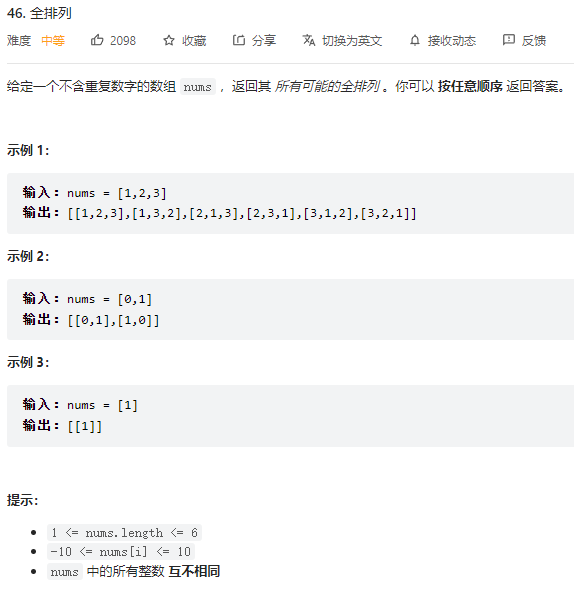 46. 全排列
难度 中等 2098 收藏 分享 切换为英文 接收动态 反馈
给定一个不含重复数字的数组 nums ，返回其 所有可能的全排列 。你可以 按任意顺序 返回答案。
示例 1：
输入：nums = [1,2,3]
输出：[[1,2,3],[1,3,2],[2,1,3],[2,3,1],[3,1,2],[3,2,1]]
示例 2：
输入：nums = [0,1]
输出：[[0,1],[1,0]]
示例 3：
输入：nums = [1]
输出：[[1]]
提示：
1 <= nums.length <= 6
-10 <= nums[i] <= 10
nums 中的所有整数 互不相同